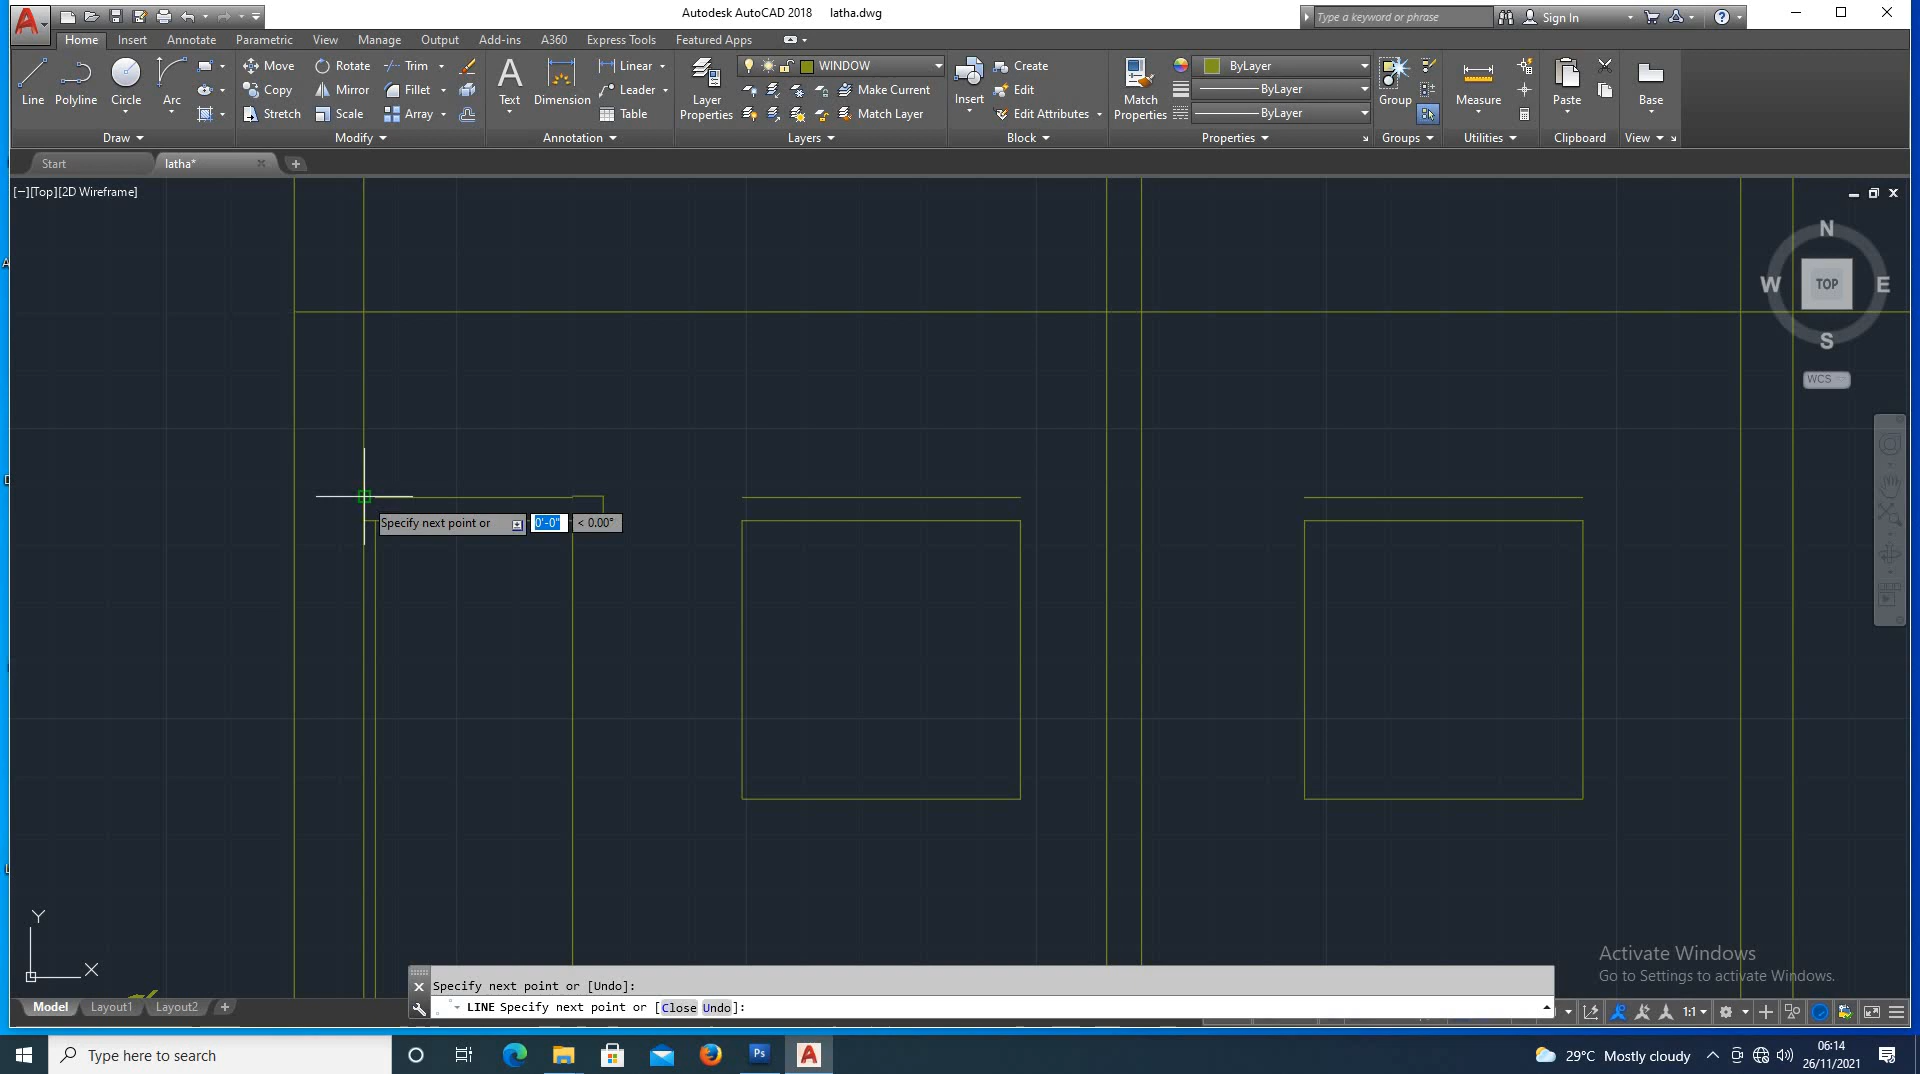 Autodesk AutoCAD 2018 latha.dwg
Type a keyword or phrase
Sign In
Home Insert Annotate Parametric View Manage Output Add-ins A360 Express Tools Featured Apps
Line Polyline Circle Arc
Draw
Move Rotate Trim
Copy Mirror Fillet
Stretch Scale Array
Modify
Text Dimension
Linear
Leader
Table
Annotation
Layer Properties
WINDOW
Make Current
Match Layer
Layers
Insert
Create
Edit
Edit Attributes
Block
Match Properties
ByLayer
ByLayer
ByLayer
Properties
Group
Groups
Measure
Utilities
Paste
Clipboard
Base
View
Start latha*
[−][Top][2D Wireframe]
N
W TOP E
S
WCS
Specify next point or 0'-0" < 0.00°
Y
X
Activate Windows
Go to Settings to activate Windows.
Specify next point or [Undo]:
LINE Specify next point or [Close Undo]:
Model Layout1 Layout2
1:1
Type here to search
Ps
29°C Mostly cloudy
06:14
26/11/2021